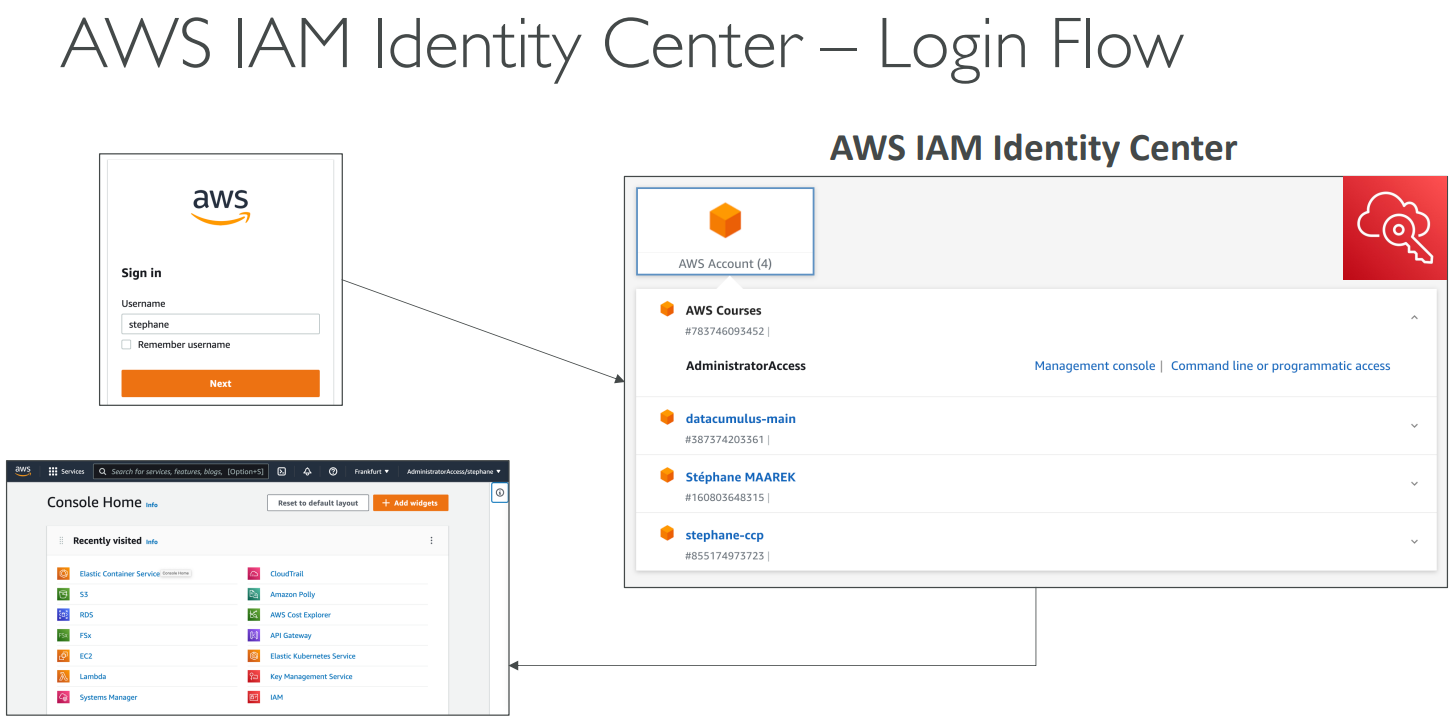 AWS IAM Identity Center – Login Flow
aws
Sign in
Username
stephane
Remember username
Next
AWS IAM Identity Center
AWS Account (4)
AWS Courses
#783746093452 |
AdministratorAccess
Management console | Command line or programmatic access
datacumulus-main
#387374203361 |
Stéphane MAAREK
#160803648315 |
stephane-ccp
#855174973723 |
aws Services Search for services, features, blogs, [Option+S] Frankfurt ▼ AdministratorAccess/stephane ▼
Console Home Info
Reset to default layout
+ Add widgets
Recently visited Info
Elastic Container Service Console Home
CloudTrail
S3
Amazon Polly
RDS
AWS Cost Explorer
FSx FSx
API Gateway
EC2
Elastic Kubernetes Service
Lambda
Key Management Service
Systems Manager
IAM